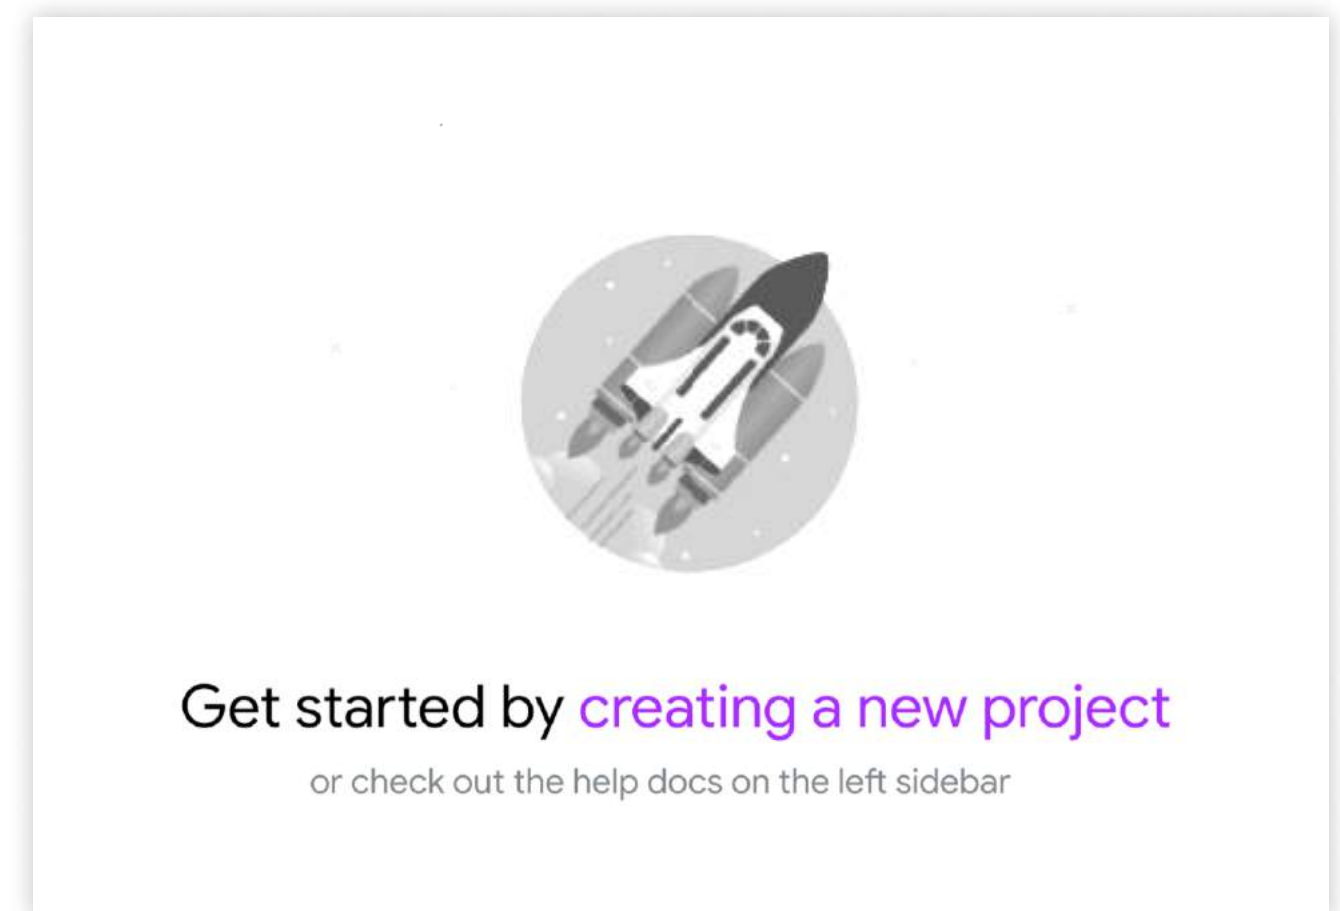 Get started by creating a new project
or check out the help docs on the left sidebar